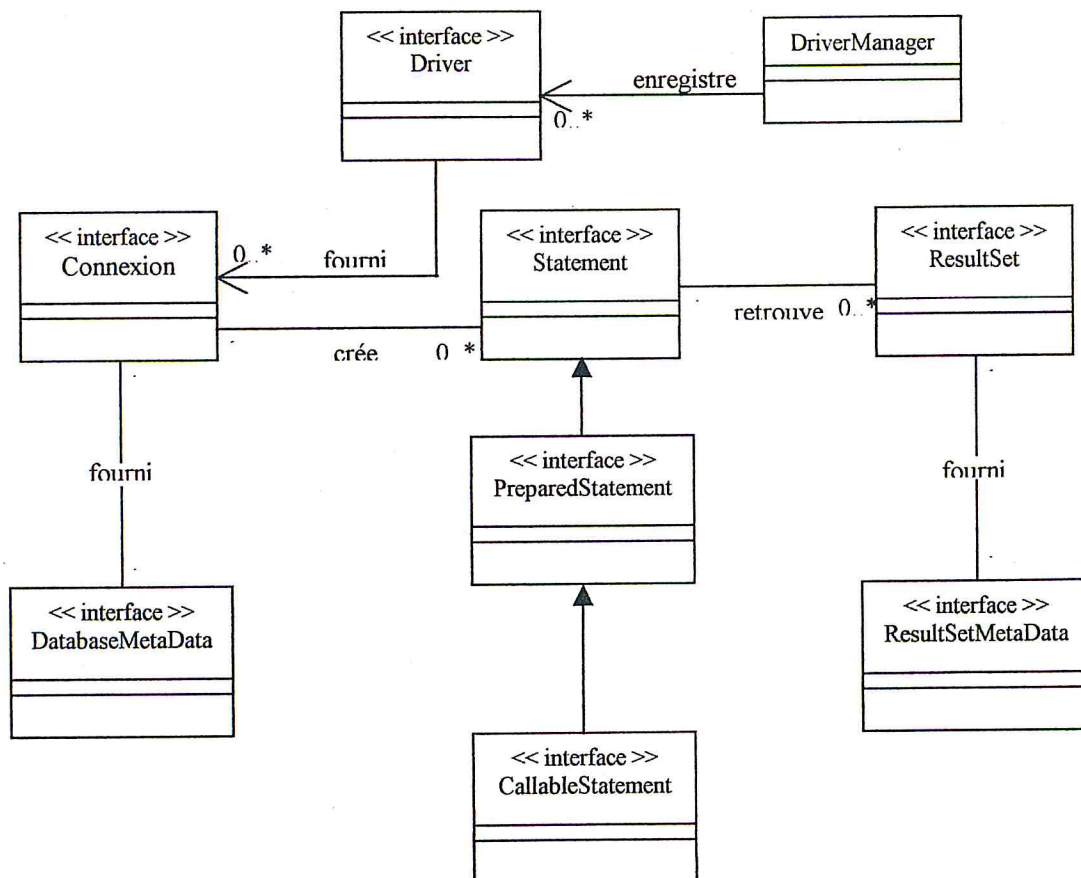 << interface >>
Driver
DriverManager
enregistre
0..*
<< interface >>
Connexion
0..*
fourni
<< interface >>
Statement
<< interface >>
ResultSet
retrouve 0..*
crée 0..*
fourni
<< interface >>
PreparedStatement
fourni
<< interface >>
DatabaseMetaData
<< interface >>
ResultSetMetaData
<< interface >>
CallableStatement